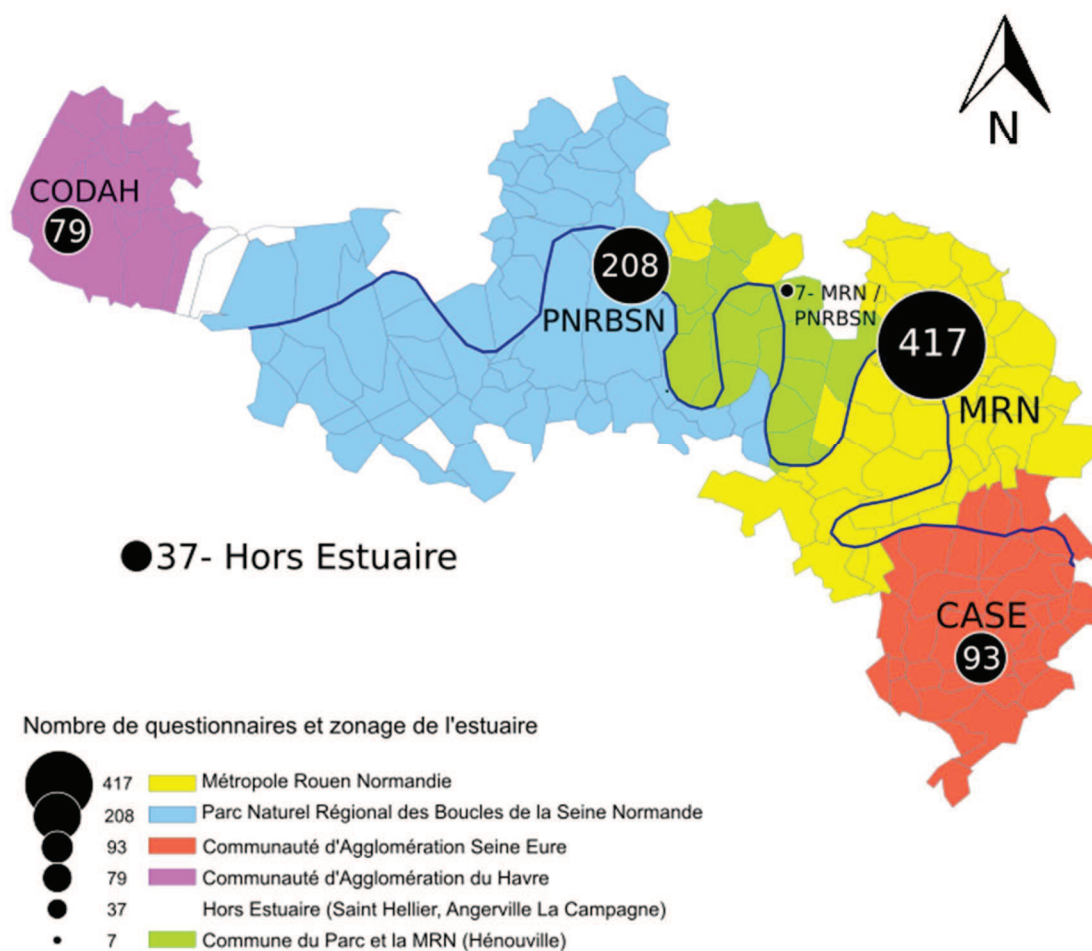 N
CODAH
79
208
PNRBSN
7- MRN /
PNRBSN
417
MRN
37- Hors Estuaire
CASE
93
Nombre de questionnaires et zonage de l'estuaire
417 Métropole Rouen Normandie
208 Parc Naturel Régional des Boucles de la Seine Normande
93 Communauté d'Agglomération Seine Eure
79 Communauté d'Agglomération du Havre
37 Hors Estuaire (Saint Hellier, Angerville La Campagne)
7 Commune du Parc et la MRN (Hénouville)